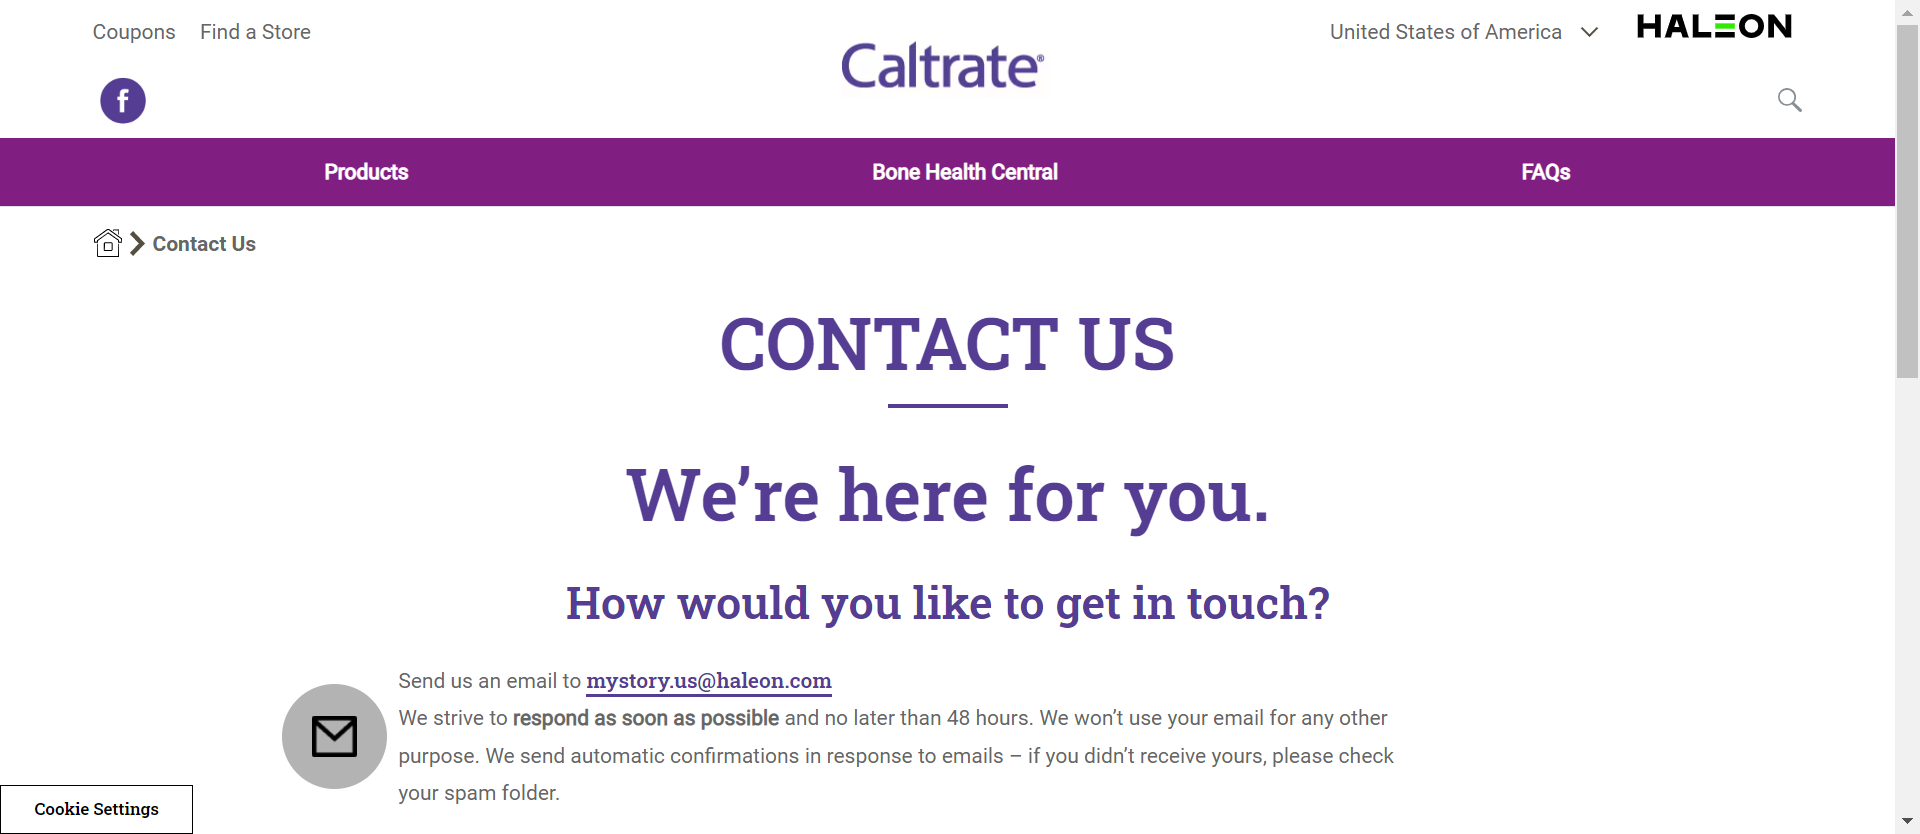 Coupons Find a Store
United States of America
HALEON
Caltrate®
f
Products Bone Health Central FAQs
Contact Us
CONTACT US
We’re here for you.
How would you like to get in touch?
Send us an email to mystory.us@haleon.com
We strive to respond as soon as possible and no later than 48 hours. We won’t use your email for any other
purpose. We send automatic confirmations in response to emails – if you didn’t receive yours, please check
your spam folder.
Cookie Settings